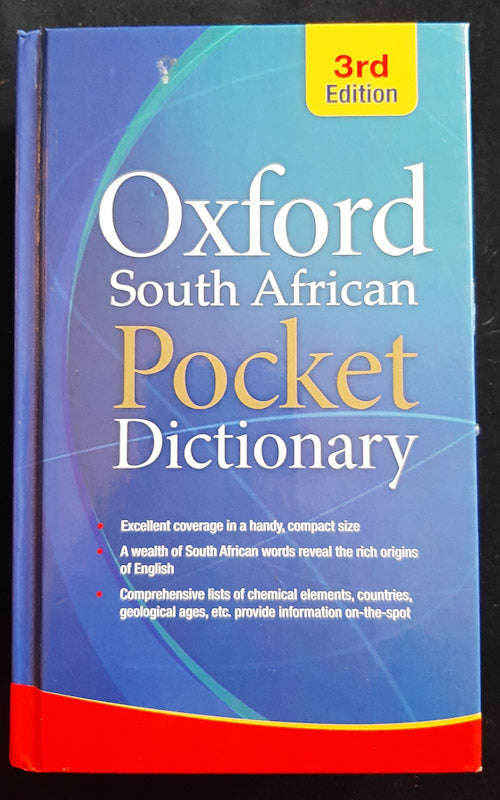 3rd
Edition
Oxford
South African
Pocket
Dictionary
• Excellent coverage in a handy, compact size
• A wealth of South African words reveal the rich origins
of English
• Comprehensive lists of chemical elements, countries,
geological ages, etc. provide information on-the-spot